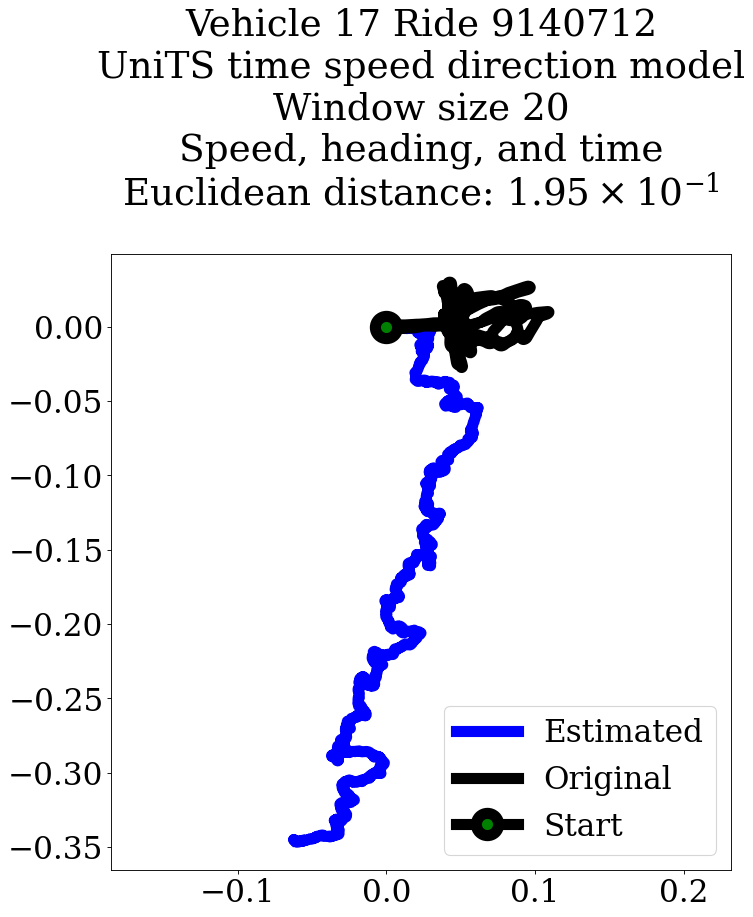 Vehicle 17 Ride 9140712
UniTS time speed direction model
Window size 20
Speed, heading, and time
Euclidean distance: $1.95 \times 10^{-1}$
0.00
−0.05
−0.10
−0.15
−0.20
−0.25
−0.30
−0.35
Estimated
Original
Start
−0.1
0.0
0.1
0.2